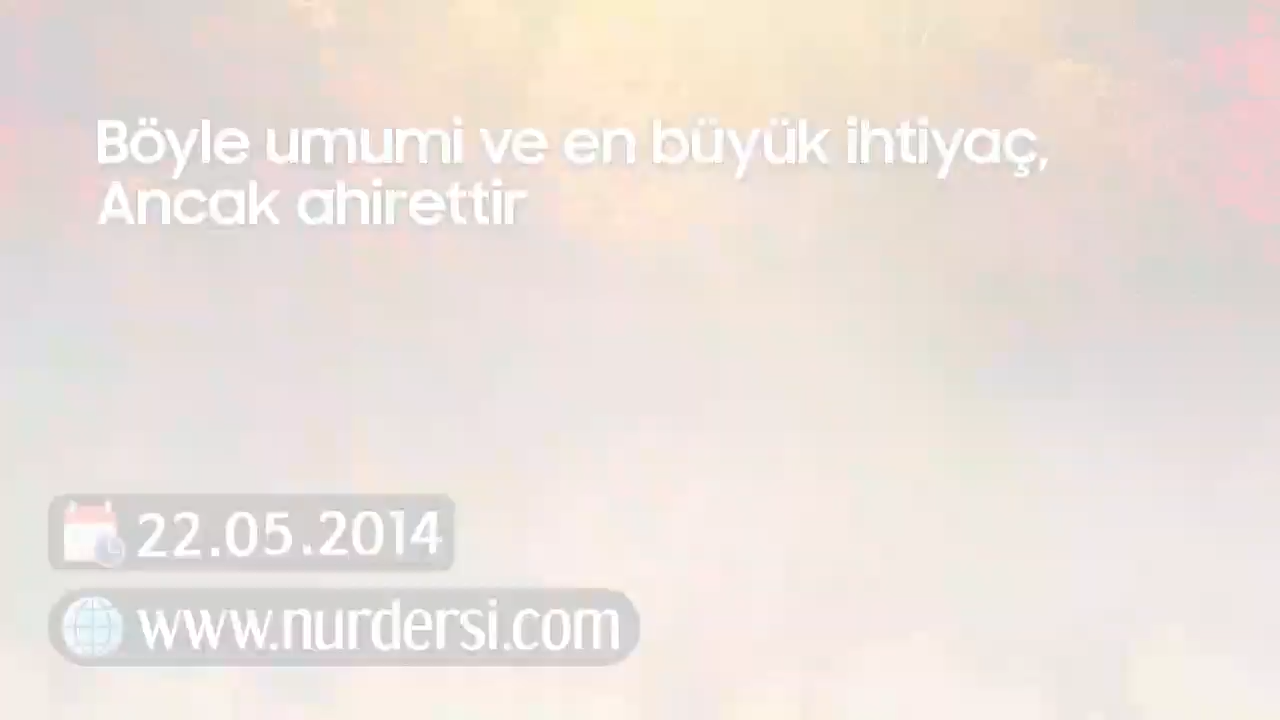 Böyle umumi ve en büyük ihtiyaç,
Ancak ahirettir
22.05.2014
www.nurdersi.com